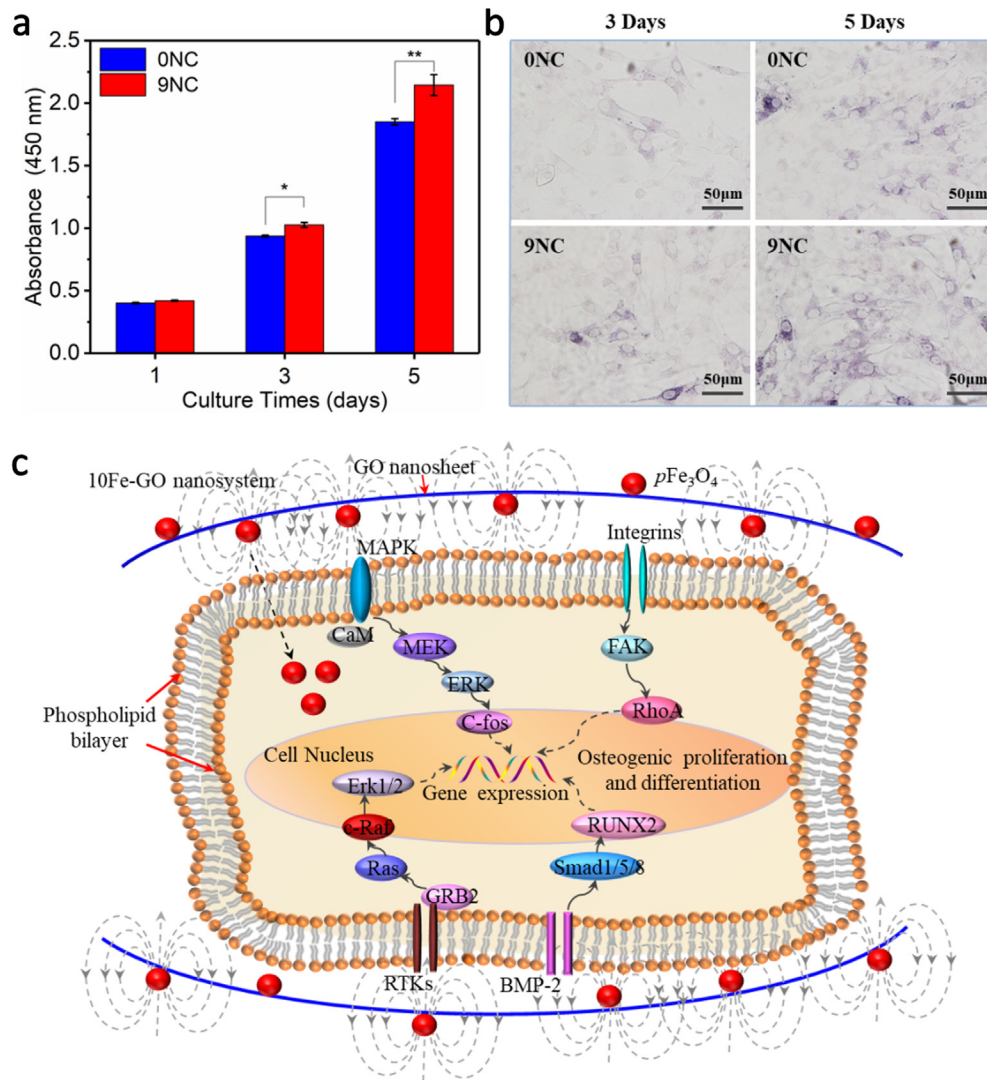 a
2.5
2.0
1.5
1.0
0.5
0.0
Absorbance (450 nm)
0NC
9NC
*
**
1
3
5
Culture Times (days)
b
3 Days
5 Days
0NC
50μm
0NC
50μm
9NC
50μm
9NC
50μm
c
10Fe-GO nanosystem
GO nanosheet
pFe₃O₄
MAPK
Integrins
CaM
MEK
FAK
ERK
RhoA
C-fos
Phospholipid
bilayer
Cell Nucleus
Osteogenic proliferation
and differentiation
Gene expression
Erk1/2
c-Raf
RUNX2
Ras
Smad1/5/8
GRB2
RTKs
BMP-2